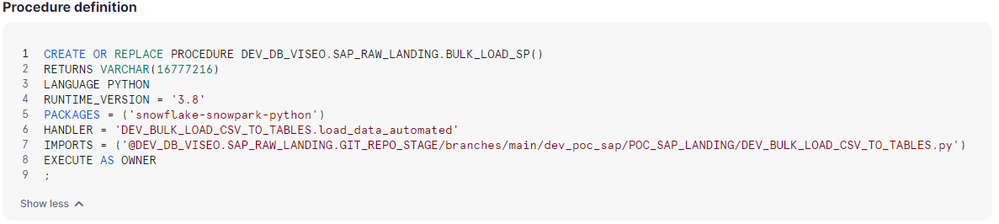 Procedure definition
1 CREATE OR REPLACE PROCEDURE DEV_DB_VISEO.SAP_RAW_LANDING.BULK_LOAD_SP()
2 RETURNS VARCHAR(16777216)
3 LANGUAGE PYTHON
4 RUNTIME_VERSION = '3.8'
5 PACKAGES = ('snowflake-snowpark-python')
6 HANDLER = 'DEV_BULK_LOAD_CSV_TO_TABLES.load_data_automated'
7 IMPORTS = ('@DEV_DB_VISEO.SAP_RAW_LANDING.GIT_REPO_STAGE/branches/main/dev_poc_sap/POC_SAP_LANDING/DEV_BULK_LOAD_CSV_TO_TABLES.py')
8 EXECUTE AS OWNER
9 ;
Show less